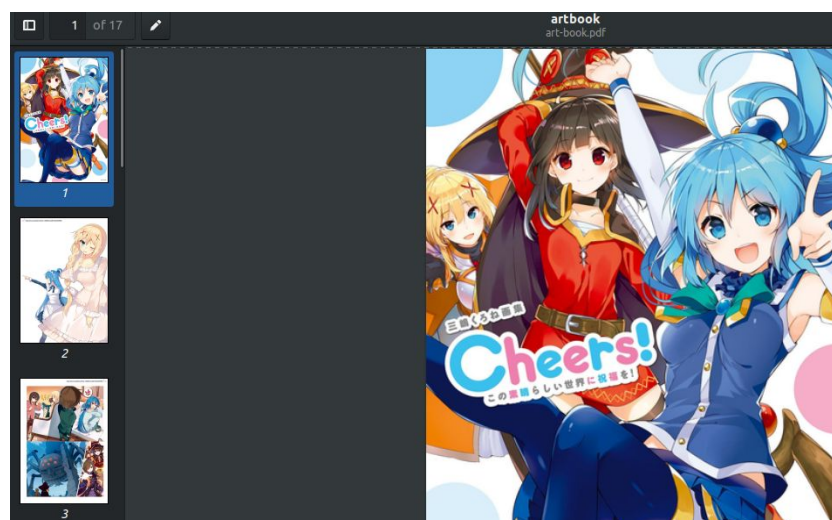 1 of 17
artbook
art-book.pdf
1
2
3
三嶋くろね画集
Cheers!
この素晴らしい世界に祝福を!